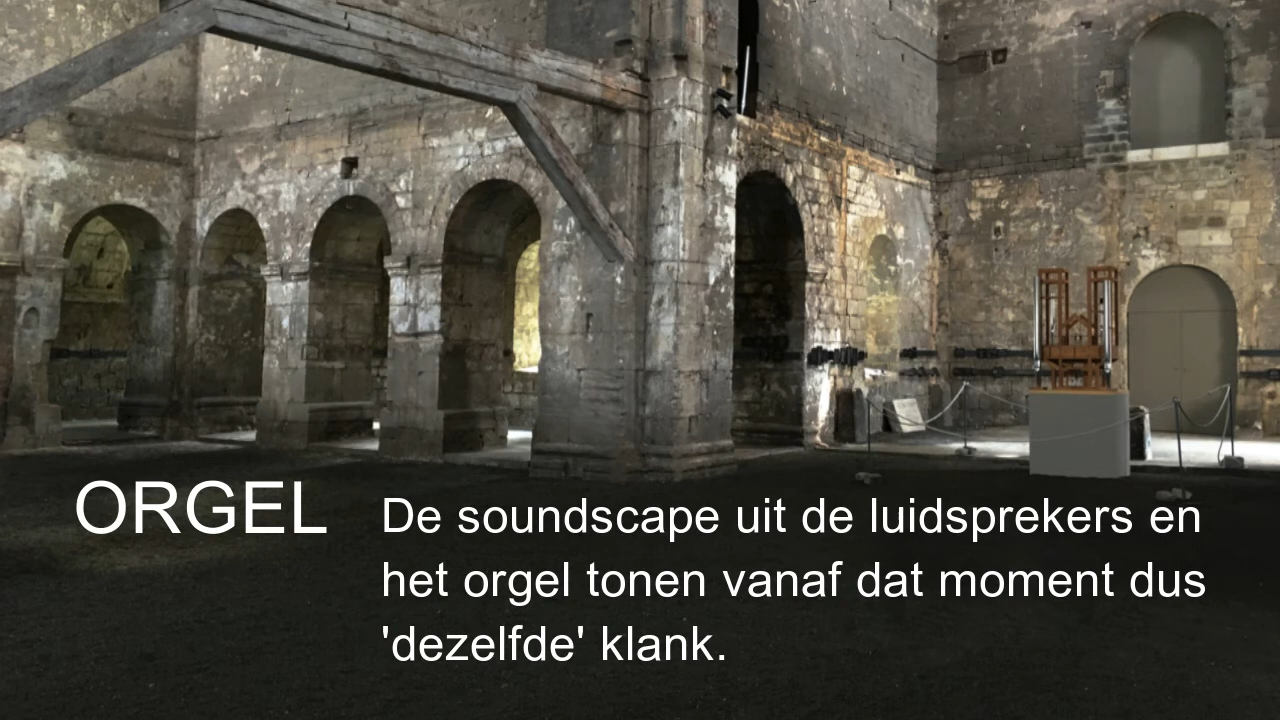 ORGEL
De soundscape uit de luidsprekers en
het orgel tonen vanaf dat moment dus
'dezelfde' klank.